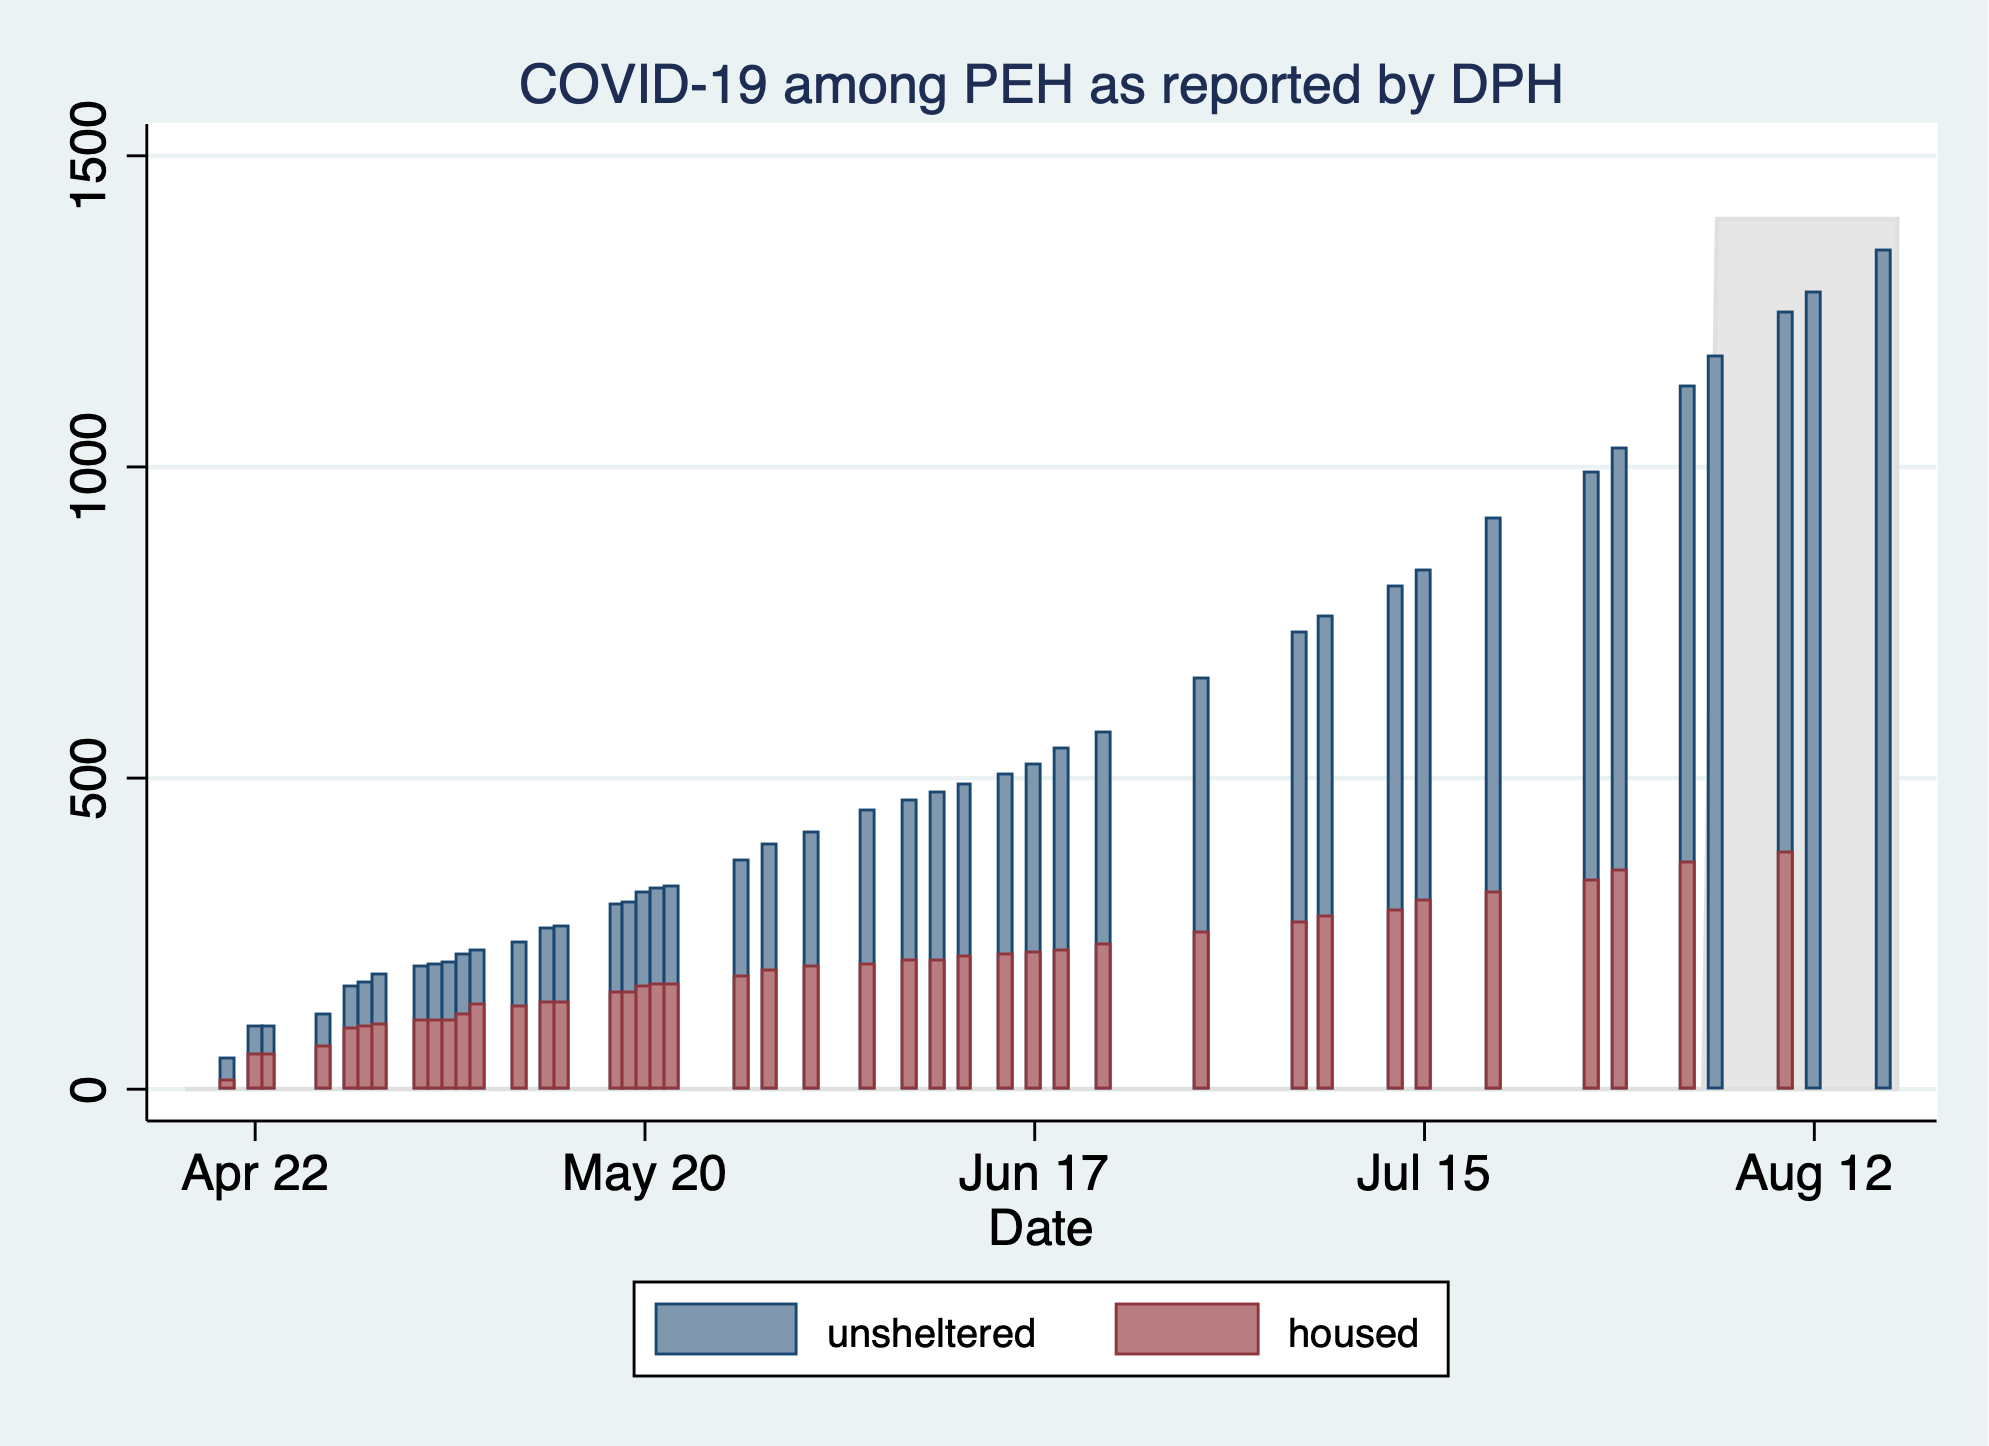 COVID-19 among PEH as reported by DPH
1500
1000
500
0
Apr 22
May 20
Jun 17
Jul 15
Aug 12
Date
unsheltered
housed